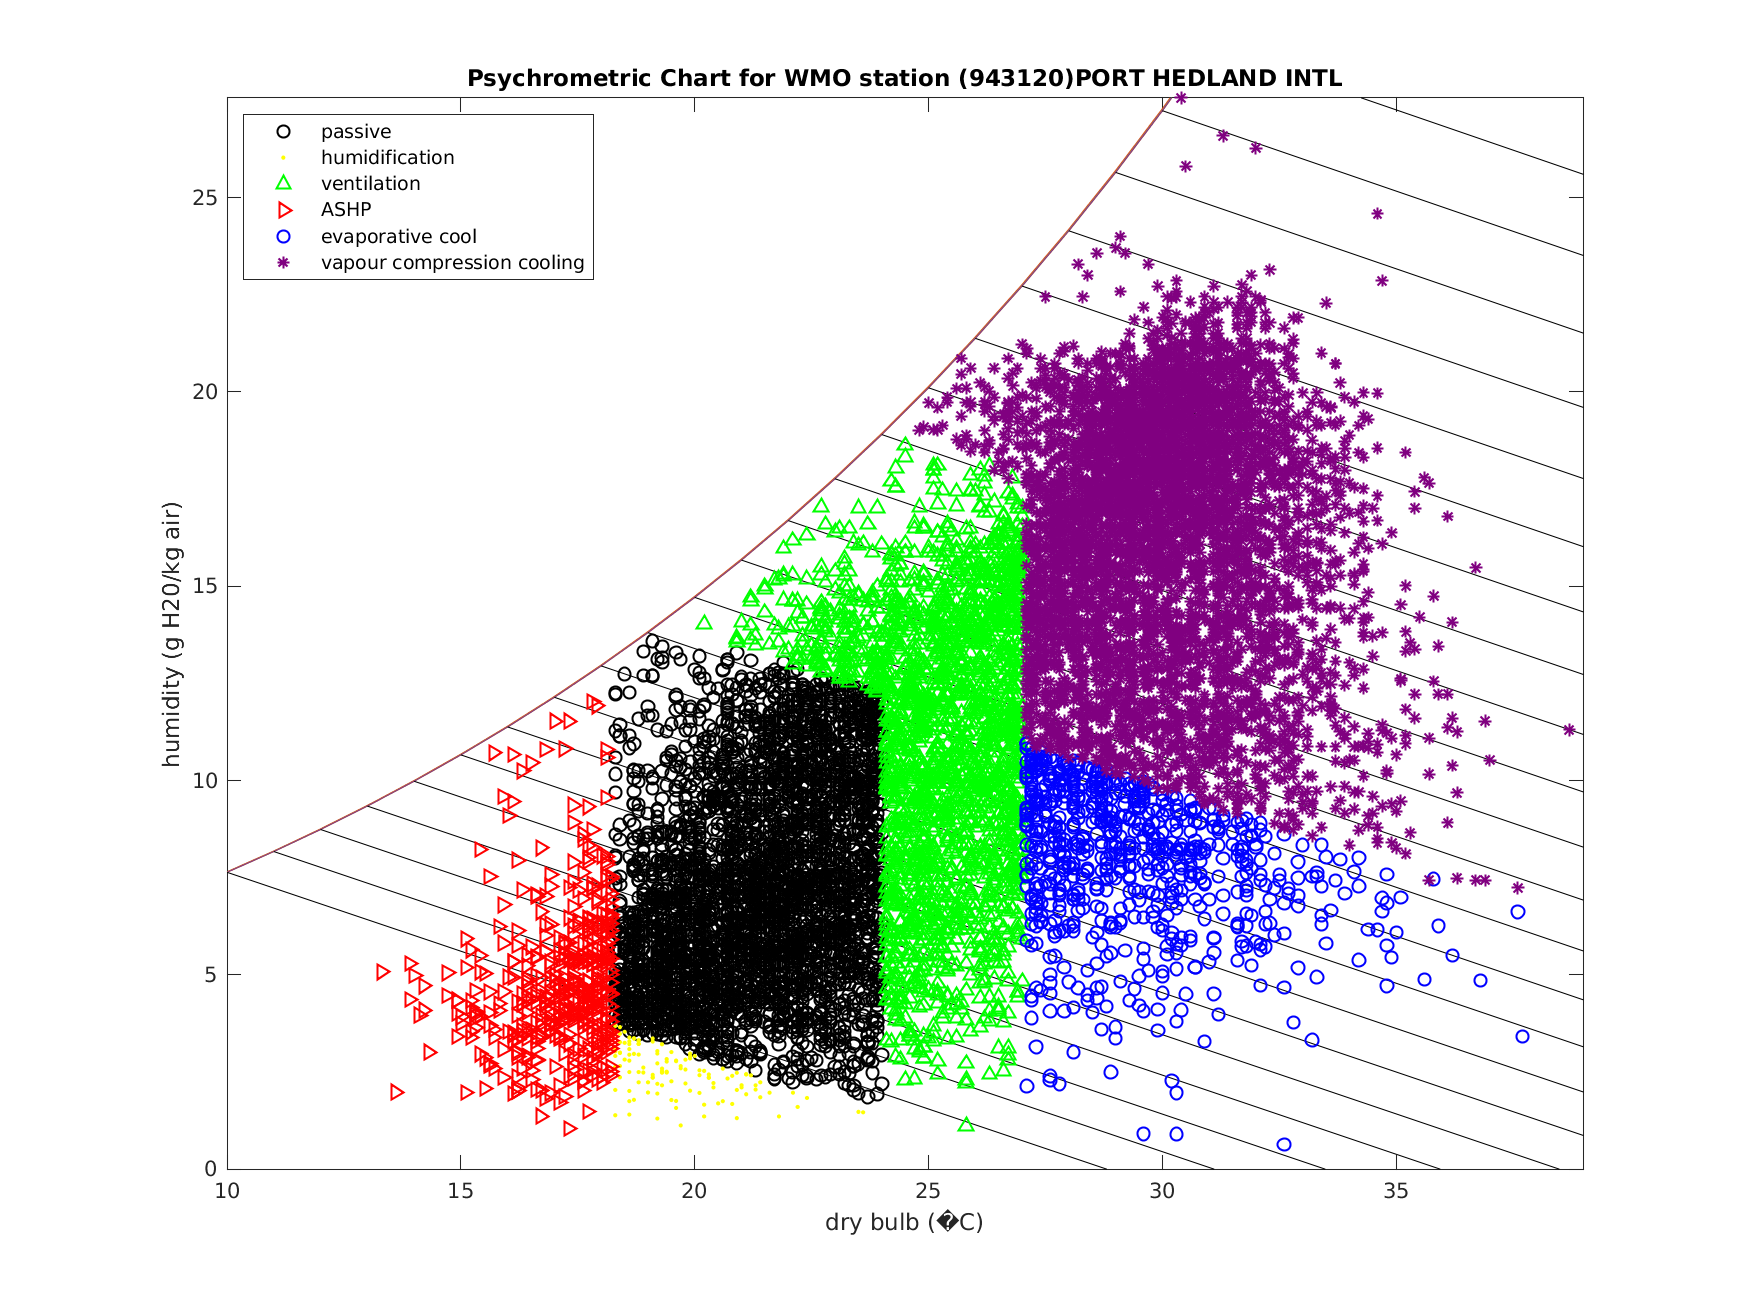 Psychrometric Chart for WMO station (943120)PORT HEDLAND INTL
passive
humidification
ventilation
ASHP
evaporative cool
vapour compression cooling
humidity (g H20/kg air)
25
20
15
10
5
0
10 15 20 25 30 35
dry bulb (�C)